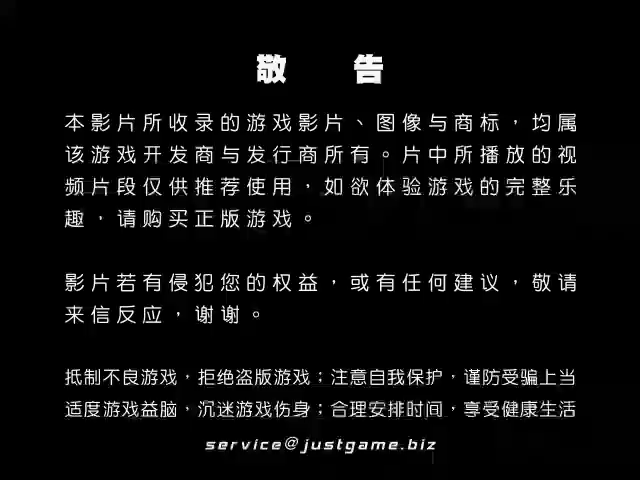 敬 告
本影片所收录的游戏影片、图像与商标，均属
该游戏开发商与发行商所有。片中所播放的视
频片段仅供推荐使用，如欲体验游戏的完整乐
趣，请购买正版游戏。
影片若有侵犯您的权益，或有任何建议，敬请
来信反应，谢谢。
抵制不良游戏，拒绝盗版游戏；注意自我保护，谨防受骗上当
适度游戏益脑，沉迷游戏伤身；合理安排时间，享受健康生活
service@justgame.biz